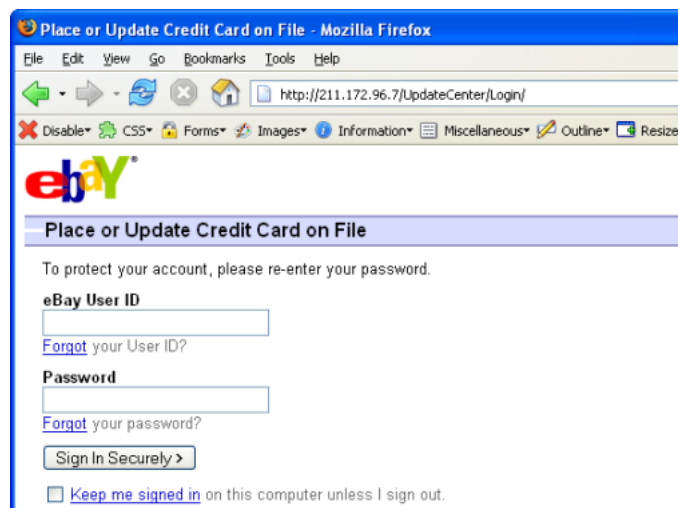 Place or Update Credit Card on File - Mozilla Firefox
File Edit View Go Bookmarks Tools Help
http://211.172.96.7/UpdateCenter/Login/
Disable CSS Forms Images Information Miscellaneous Outline Resize
ebaY®
Place or Update Credit Card on File
To protect your account, please re-enter your password.
eBay User ID
Forgot your User ID?
Password
Forgot your password?
Sign In Securely >
Keep me signed in on this computer unless I sign out.